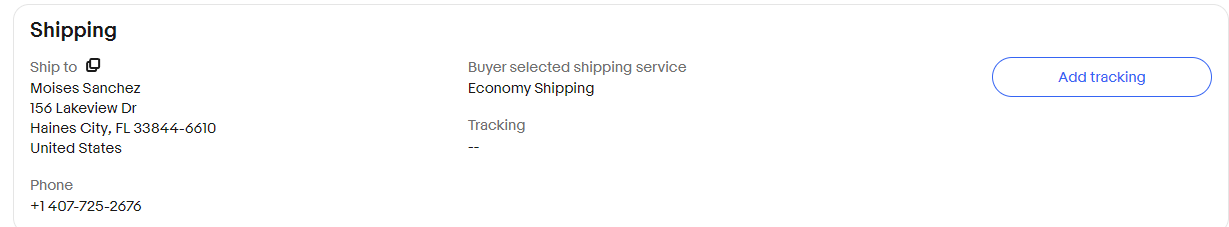 Shipping
Ship to
Moises Sanchez
156 Lakeview Dr
Haines City, FL 33844-6610
United States
Phone
+1 407-725-2676
Buyer selected shipping service
Economy Shipping
Tracking
--
Add tracking